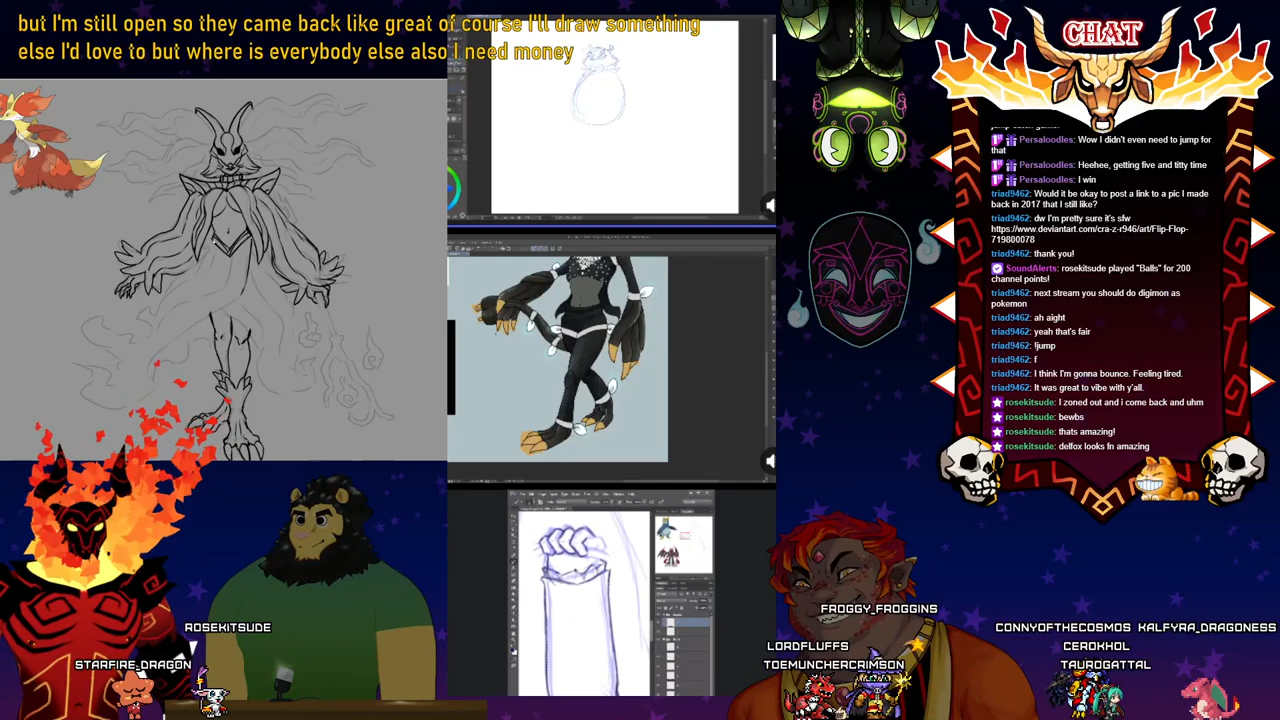 but I'm still open so they came back like great of course I'll draw something
else I'd love to but where is everybody else also I need money
CHAT
Persaloodles: Wow I didn't even need to jump for
that
Persaloodles: Heehee, getting live and titty time
Persaloodles: I win
triad9462: Would it be okay to post a link to a pic I made
back in 2017 that I still like?
triad9462: dw I'm pretty sure it's sfw
https://www.deviantart.com/cra-z-r946/art/Flip-Flop-
719800078
triad9462: thank you!
SoundAlerts: rosekitsude played "Balls" for 200
channel points!
triad9462: next stream you should do digimon as
pokemon
triad9462: ah aight
triad9462: yeah that's fair
triad9462: !jump
triad9462: f
triad9462: I think I'm gonna bounce. Feeling tired.
triad9462: It was great to vibe with y'all.
rosekitsude: I zoned out and i come back and uhm
rosekitsude: bewbs
rosekitsude: thats amazing!
rosekitsude: delfox looks fn amazing
ROSEKITSUDE
STARFIRE_DRAGON
FROGGY_FROGGINS
LORDFLUFFS
TOEMUNCHERCRIMSON
CONNYOFTHECOSMOS KALFYRA_DRAGONESS
CEROKHOL
TAUROGATTAL